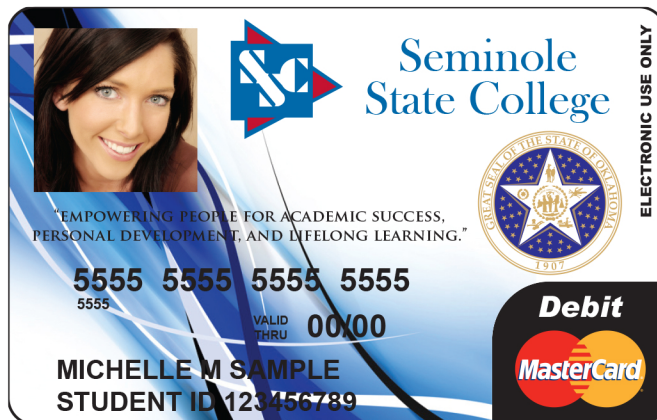 SSC
Seminole
State College
ELECTRONIC USE ONLY
GREAT SEAL OF THE STATE OF OKLAHOMA
1907
"EMPOWERING PEOPLE FOR ACADEMIC SUCCESS,
PERSONAL DEVELOPMENT, AND LIFELONG LEARNING."
5555 5555 5555 5555
5555
VALID
THRU 00/00
MICHELLE M SAMPLE
STUDENT ID 123456789
Debit
MasterCard